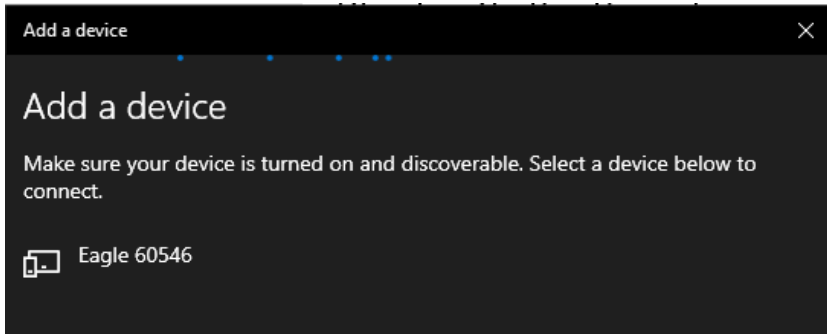 Add a device
Add a device
Make sure your device is turned on and discoverable. Select a device below to
connect.
Eagle 60546